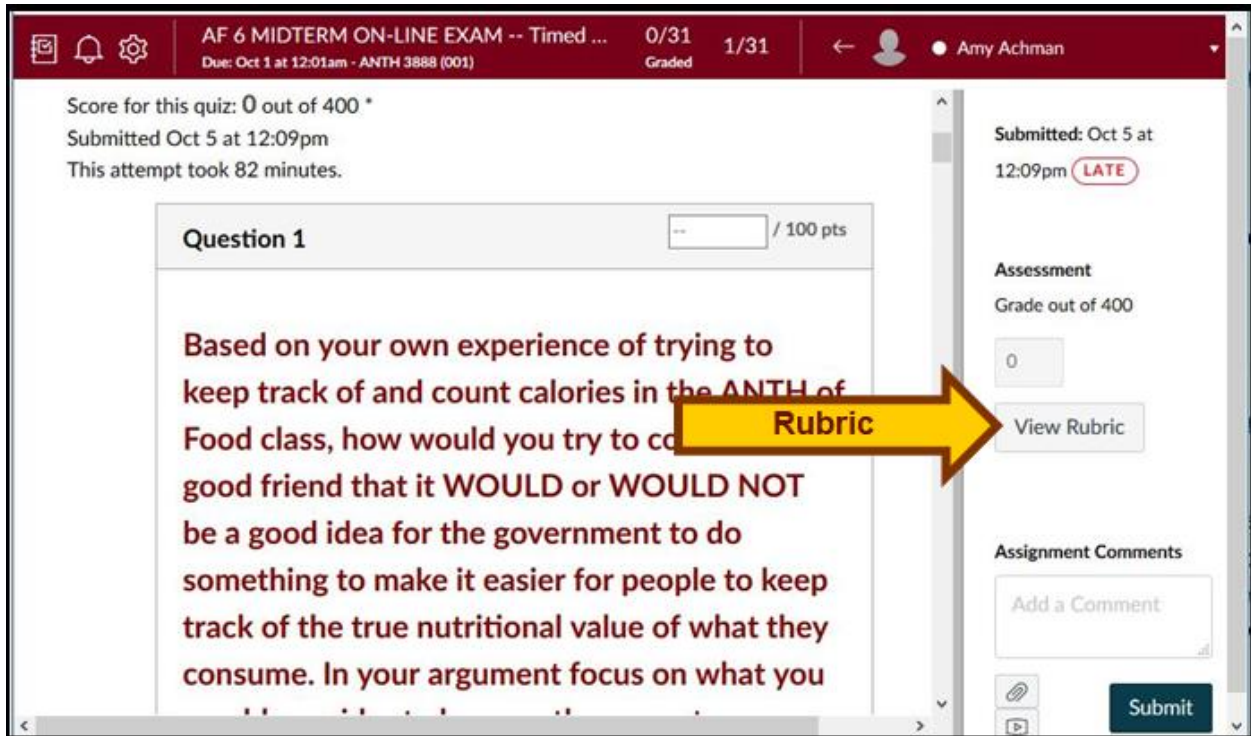 AF 6 MIDTERM ON-LINE EXAM -- Timed ...
Due: Oct 1 at 12:01am - ANTH 3888 (001)
0/31
Graded
1/31
Amy Achman
Score for this quiz: 0 out of 400 *
Submitted Oct 5 at 12:09pm
This attempt took 82 minutes.
Question 1
-- / 100 pts
Based on your own experience of trying to
keep track of and count calories in the ANTH of
Food class, how would you try to
good friend that it WOULD or WOULD NOT
be a good idea for the government to do
something to make it easier for people to keep
track of the true nutritional value of what they
consume. In your argument focus on what you
Rubric
Submitted: Oct 5 at
12:09pm LATE
Assessment
Grade out of 400
0
View Rubric
Assignment Comments
Add a Comment
Submit